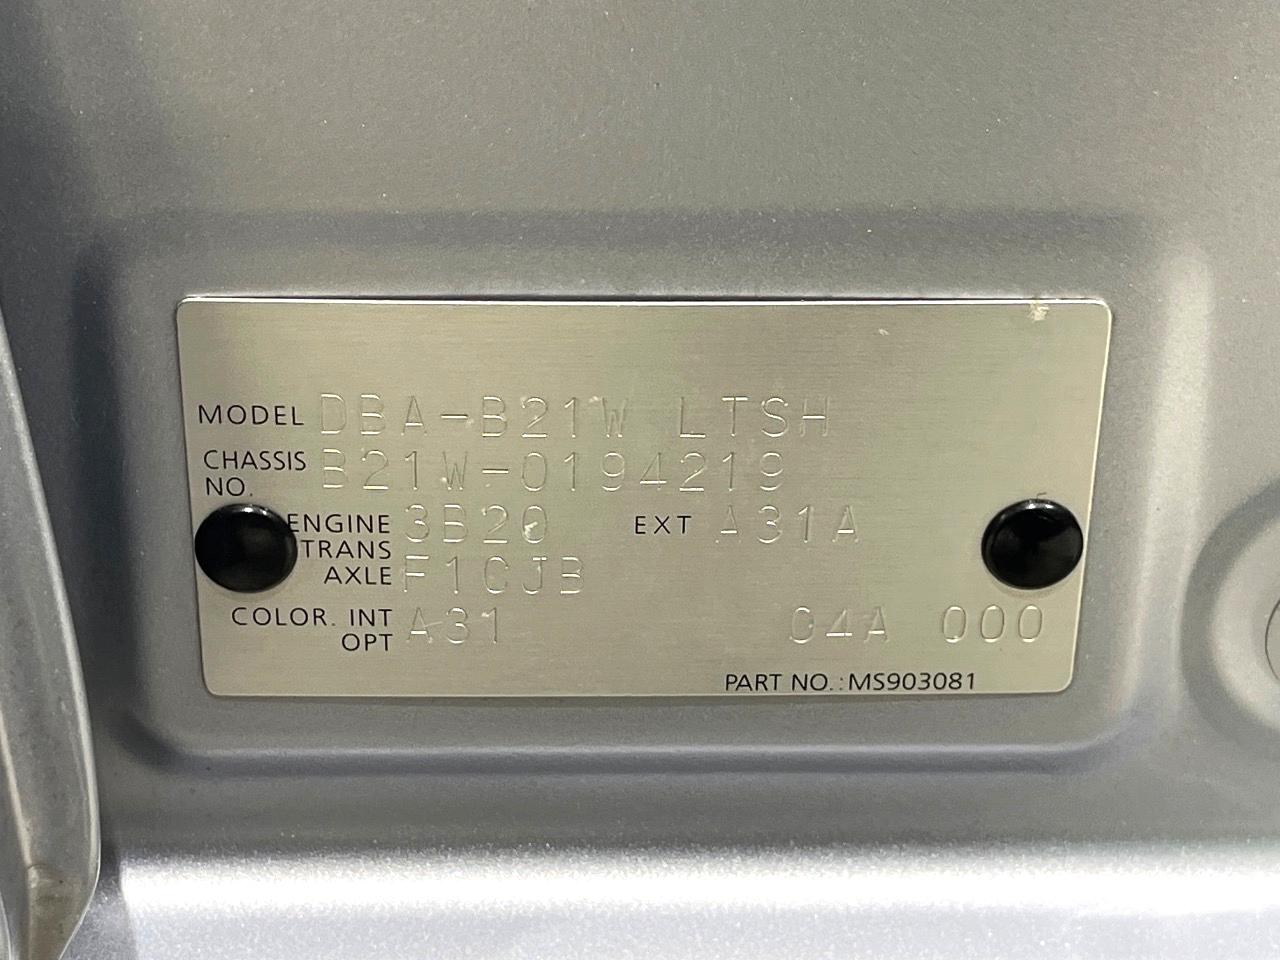 MODEL DBA-B21W LTSH
CHASSIS NO. B21W-0194219
ENGINE 3B20 EXT A31A
TRANS AXLE F1CJB
COLOR. INT OPT A31 04A 000
PART NO.:MS903081